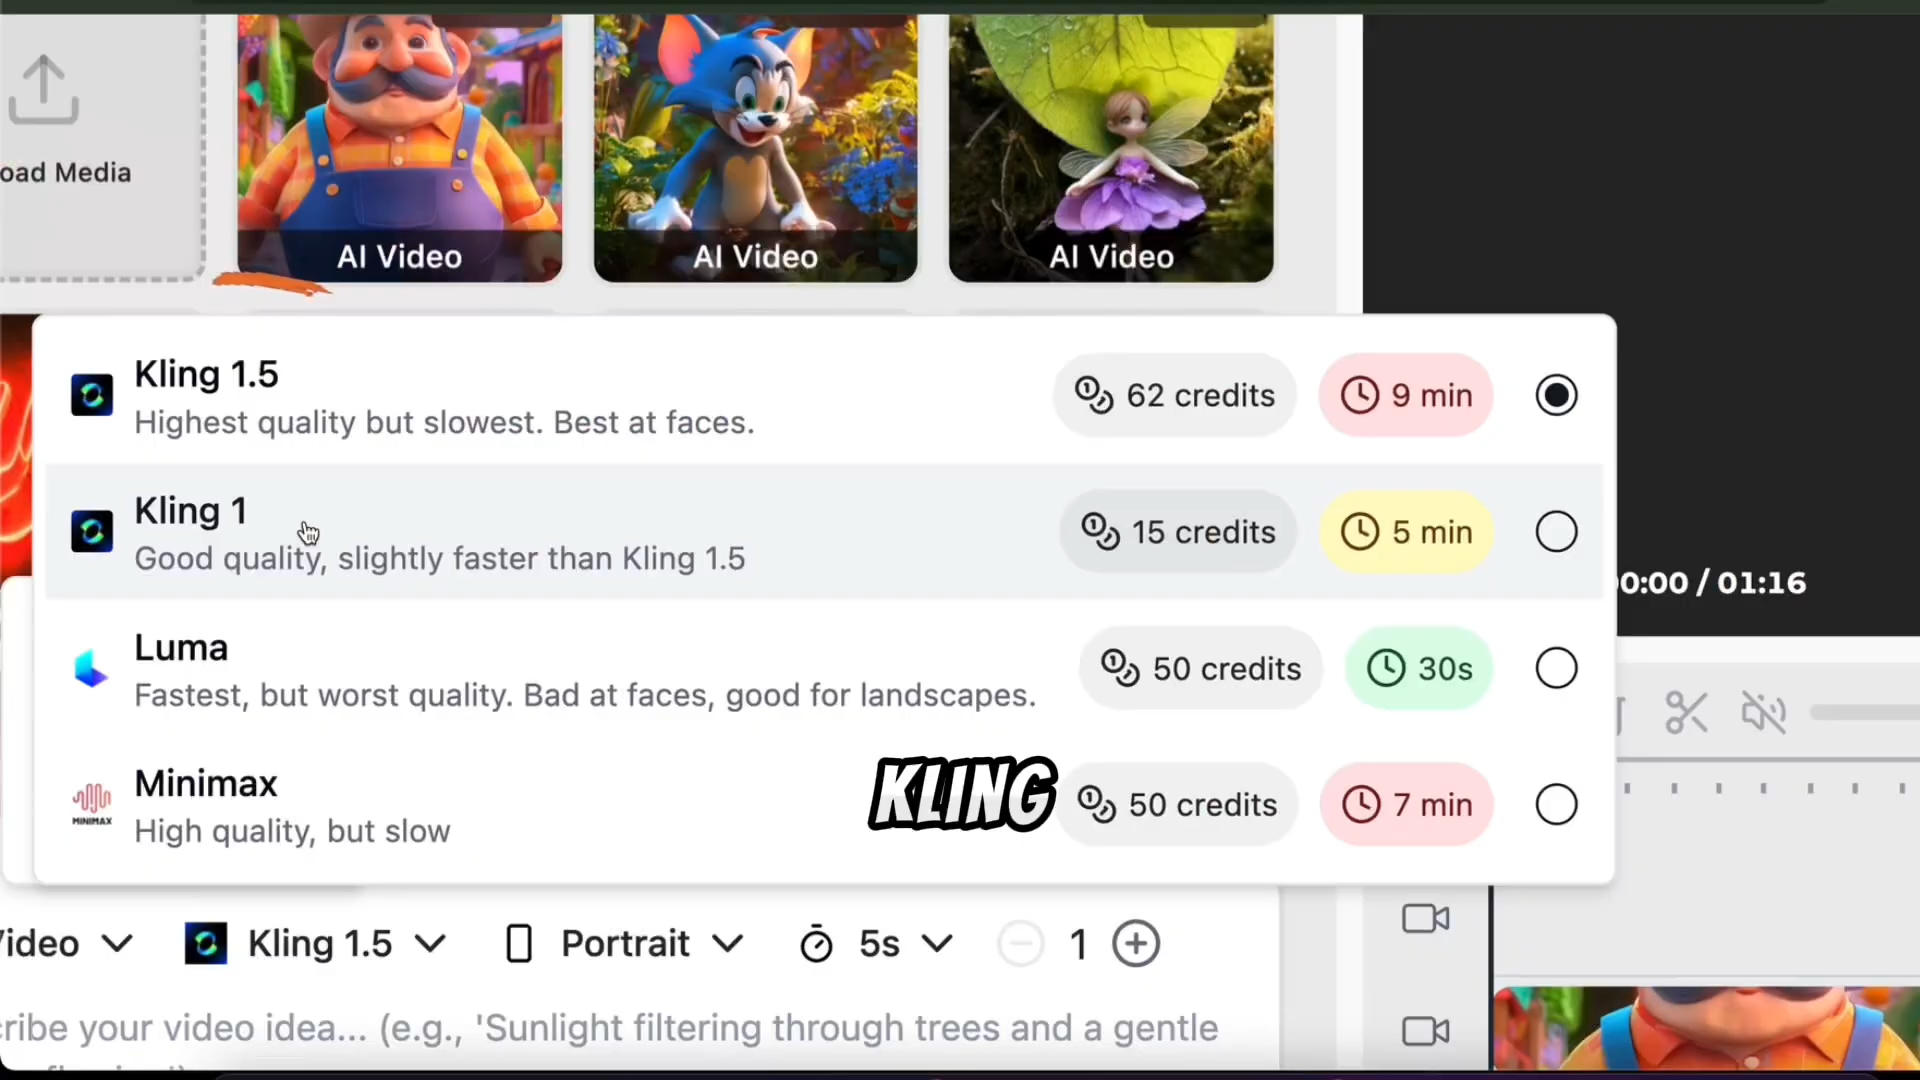 oad Media
AI Video
AI Video
AI Video
Kling 1.5
Highest quality but slowest. Best at faces.
62 credits
9 min
Kling 1
Good quality, slightly faster than Kling 1.5
15 credits
5 min
Luma
Fastest, but worst quality. Bad at faces, good for landscapes.
50 credits
30s
Minimax
High quality, but slow
MINIMAX
KLING
50 credits
7 min
0:00 / 01:16
ideo
Kling 1.5
Portrait
5s
1
cribe your video idea... (e.g., 'Sunlight filtering through trees and a gentle